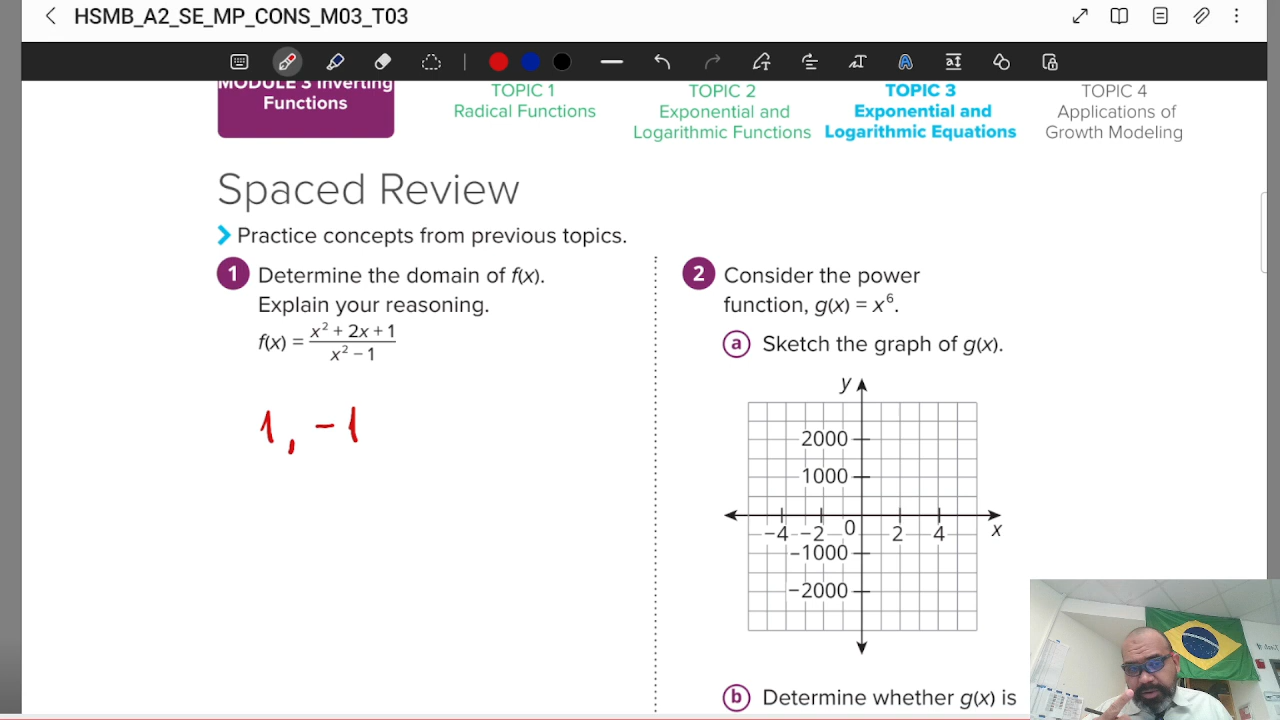 HSMB_A2_SE_MP_CONS_M03_T03
MODULE 3 Inverting
Functions
TOPIC 1
Radical Functions
TOPIC 2
Exponential and
Logarithmic Functions
TOPIC 3
Exponential and
Logarithmic Equations
TOPIC 4
Applications of
Growth Modeling
Spaced Review
Practice concepts from previous topics.
1 Determine the domain of f(x).
Explain your reasoning.
f(x) = (x² + 2x + 1)/(x² − 1)
1, −1
2 Consider the power
function, g(x) = x⁶.
a Sketch the graph of g(x).
y
2000
1000
−4 −2 0 2 4 x
−1000
−2000
b Determine whether g(x) is